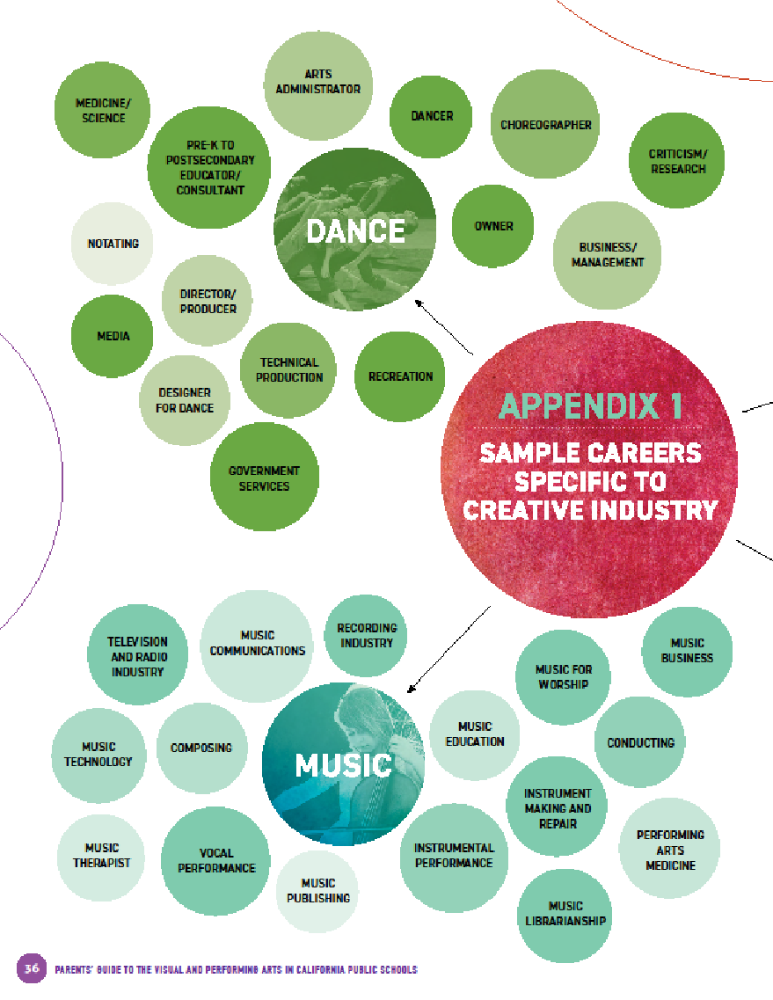 ARTS
ADMINISTRATOR
MEDICINE/
SCIENCE
DANCER
CHOREOGRAPHER
PRE-K TO
POSTSECONDARY
EDUCATOR/
CONSULTANT
CRITICISM/
RESEARCH
DANCE
OWNER
NOTATING
BUSINESS/
MANAGEMENT
DIRECTOR/
PRODUCER
MEDIA
TECHNICAL
PRODUCTION
RECREATION
DESIGNER
FOR DANCE
GOVERNMENT
SERVICES
APPENDIX 1
SAMPLE CAREERS
SPECIFIC TO
CREATIVE INDUSTRY
TELEVISION
AND RADIO
INDUSTRY
MUSIC
COMMUNICATIONS
RECORDING
INDUSTRY
MUSIC FOR
WORSHIP
MUSIC
BUSINESS
MUSIC
TECHNOLOGY
COMPOSING
MUSIC
MUSIC
EDUCATION
CONDUCTING
INSTRUMENT
MAKING AND
REPAIR
MUSIC
THERAPIST
VOCAL
PERFORMANCE
MUSIC
PUBLISHING
INSTRUMENTAL
PERFORMANCE
PERFORMING
ARTS
MEDICINE
MUSIC
LIBRARIANSHIP
36 PARENTS' GUIDE TO THE VISUAL AND PERFORMING ARTS IN CALIFORNIA PUBLIC SCHOOLS